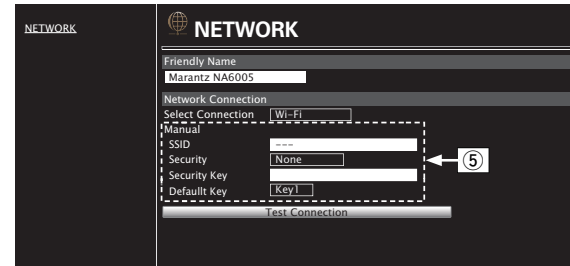 NETWORK
NETWORK
Friendly Name
Marantz NA6005
Network Connection
Select Connection Wi-Fi
Manual
SSID ---
Security None
Security Key
Defaullt Key Key1
Test Connection
⑤